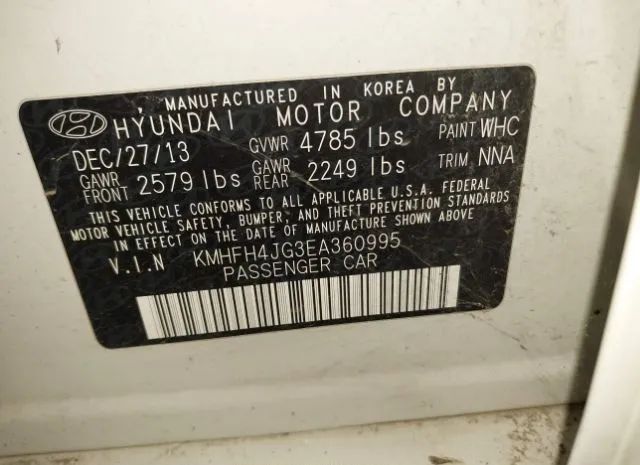 MANUFACTURED IN KOREA BY
HYUNDAI MOTOR COMPANY
DEC/27/13 GVWR 4785 lbs PAINT WHC
GAWR FRONT 2579 lbs GAWR REAR 2249 lbs TRIM NNA
THIS VEHICLE CONFORMS TO ALL APPLICABLE U.S.A. FEDERAL
MOTOR VEHICLE SAFETY, BUMPER, AND THEFT PREVENTION STANDARDS
IN EFFECT ON THE DATE OF MANUFACTURE SHOWN ABOVE
V.I.N KMHFH4JG3EA360995
PASSENGER CAR